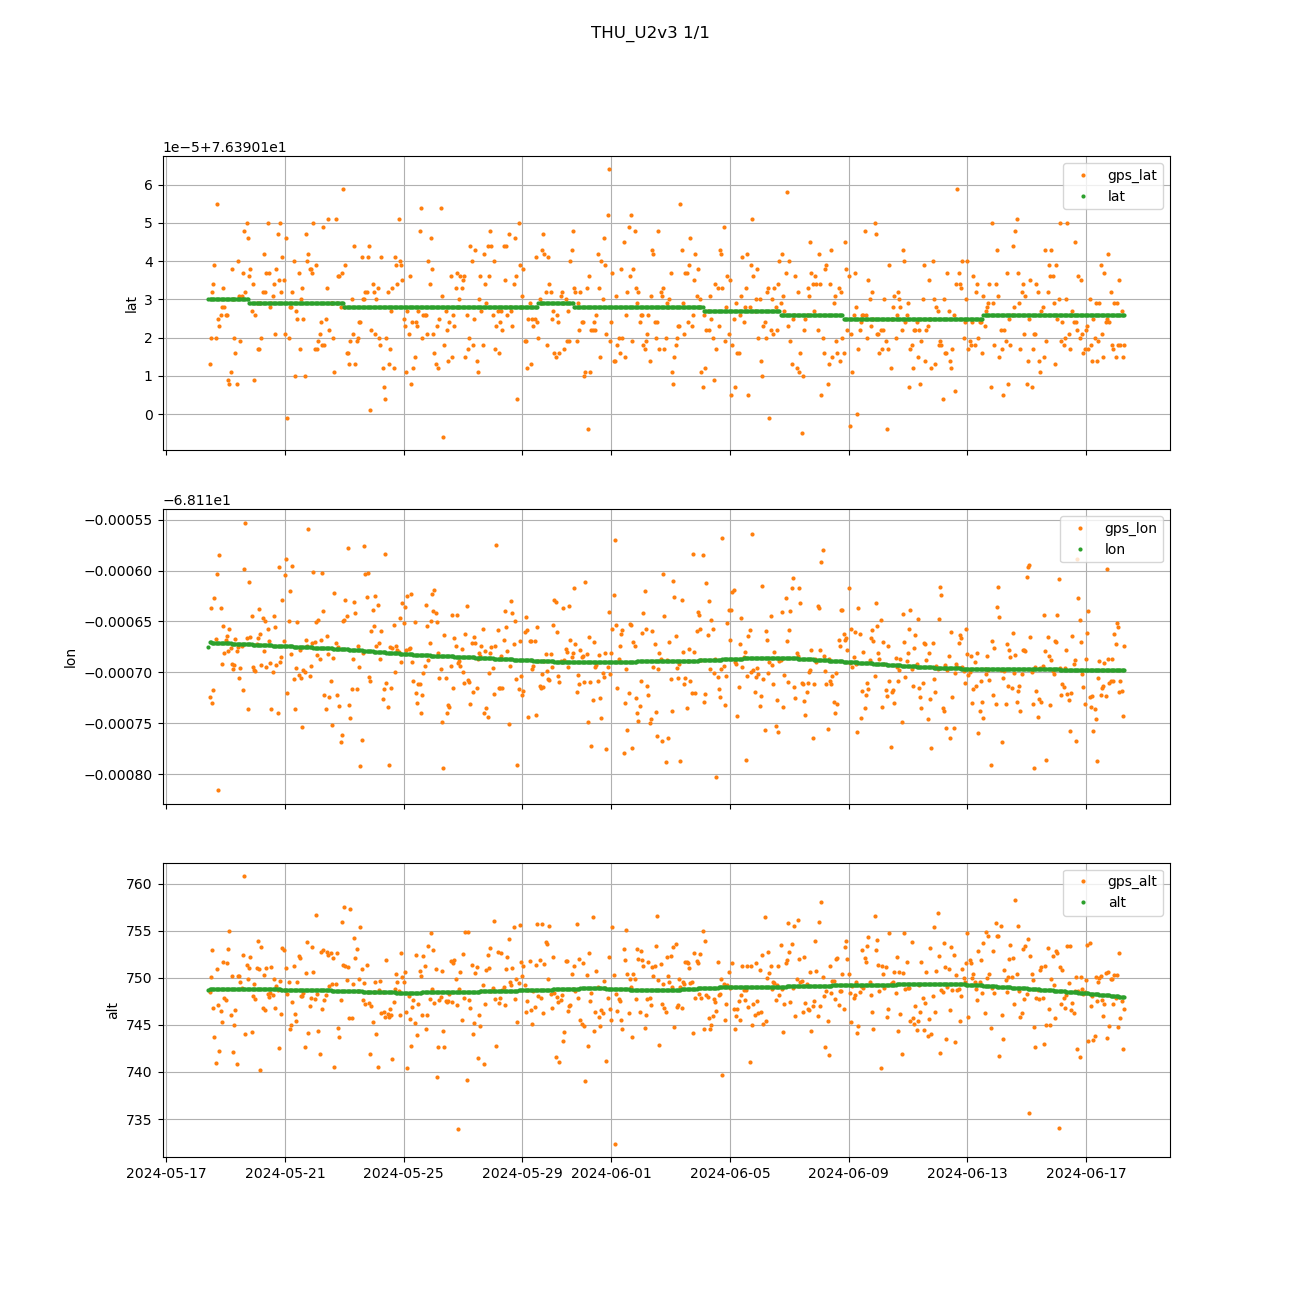 THU_U2v3 1/1
1e−5+7.63901e1
6
5
4
3
2
1
0
lat
gps_lat
lat
−6.811e1
−0.00055
−0.00060
−0.00065
−0.00070
−0.00075
−0.00080
lon
gps_lon
lon
760
755
750
745
740
735
alt
gps_alt
alt
2024-05-17 2024-05-21 2024-05-25 2024-05-29 2024-06-01 2024-06-05 2024-06-09 2024-06-13 2024-06-17